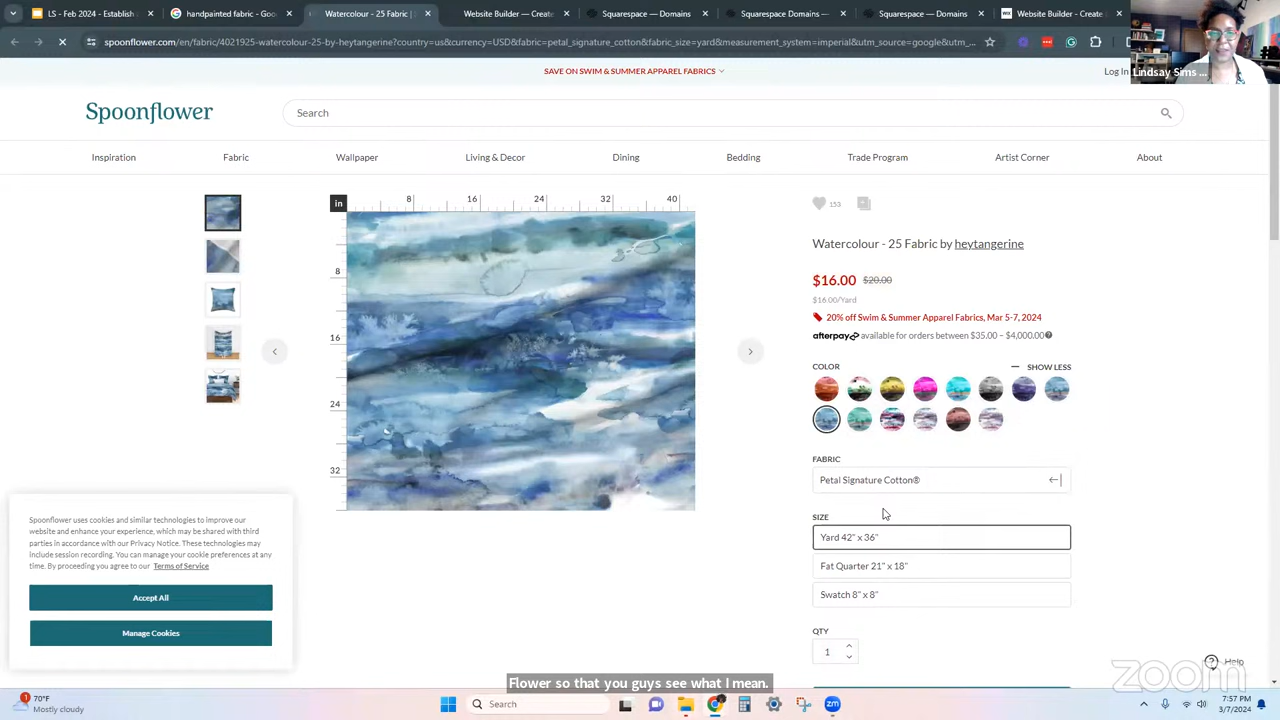 Website Builder - Create
Watercolour - 25 Fabric |
Website Builder — Create
Squarespace Domains
Squarespace — Domains
Website Builder - Create
spoonflower.com/en/fabric/4021925-watercolour-25-by-heytangerine?country=us&currency=USD&fabric=petal_signature_cotton&fabric_size=yard&measurement_system=imperial&utm_source=google&utm_...
Lindsay Sims ...
SAVE ON SWIM & SUMMER APPAREL FABRICS
Log in
Spoonflower
Search
Inspiration
Fabric
Wallpaper
Living & Decor
Dining
Bedding
Trade Program
Artist Corner
About
in
8
16
24
32
40
8
16
24
32
153
Watercolour - 25 Fabric by heytangerine
$16.00 $20.00
$16.00/Yard
20% off Swim & Summer Apparel Fabrics, Mar 5-7, 2024
afterpay available for orders between $35.00 – $4,000.00
COLOR
SHOW LESS
FABRIC
Petal Signature Cotton®
SIZE
Yard 42" x 36"
Fat Quarter 21" x 18"
Swatch 8" x 8"
QTY
1
Spoonflower uses cookies and similar technologies to improve our
website and enhance your experience, which may be shared with third
parties in accordance with our Privacy Notice. These technologies
may include session recording. You can manage your cookie preferences at any
time. By proceeding you agree to our Terms of Service
Accept All
Manage Cookies
Help
zoom
Flower so that you guys see what I mean.
1
70°F
Mostly cloudy
Search
zm
7:57 PM
3/7/2024